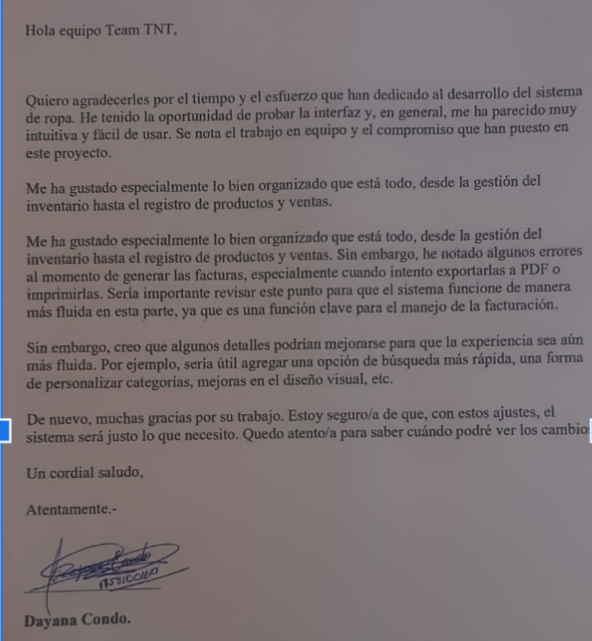 Hola equipo Team TNT,
Quiero agradecerles por el tiempo y el esfuerzo que han dedicado al desarrollo del sistema
de ropa. He tenido la oportunidad de probar la interfaz y, en general, me ha parecido muy
intuitiva y fácil de usar. Se nota el trabajo en equipo y el compromiso que han puesto en
este proyecto.
Me ha gustado especialmente lo bien organizado que está todo, desde la gestión del
inventario hasta el registro de productos y ventas.
Me ha gustado especialmente lo bien organizado que está todo, desde la gestión del
inventario hasta el registro de productos y ventas. Sin embargo, he notado algunos errores
al momento de generar las facturas, especialmente cuando intento exportarlas a PDF o
imprimirlas. Sería importante revisar este punto para que el sistema funcione de manera
más fluida en esta parte, ya que es una función clave para el manejo de la facturación.
Sin embargo, creo que algunos detalles podrían mejorarse para que la experiencia sea aún
más fluida. Por ejemplo, sería útil agregar una opción de búsqueda más rápida, una forma
de personalizar categorías, mejoras en el diseño visual, etc.
De nuevo, muchas gracias por su trabajo. Estoy seguro/a de que, con estos ajustes, el
sistema será justo lo que necesito. Quedo atento/a para saber cuándo podré ver los cambio
Un cordial saludo,
Atentamente.-
Dayana Condo.